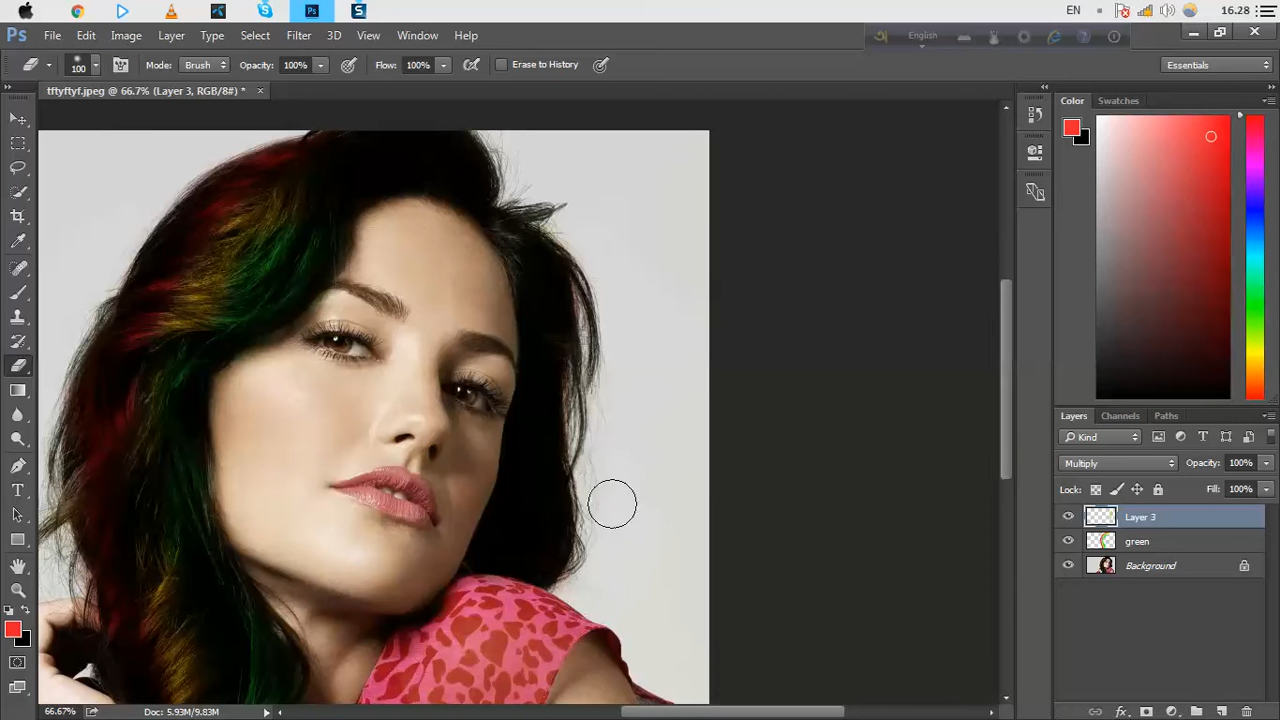 EN 16.28
Ps File Edit Image Layer Type Select Filter 3D View Window English
100 Mode: Brush Opacity: 100% Flow: 100% Erase to History Essentials
tftyftyf.jpeg @ 66.7% (Layer 3, RGB/8#) *
Color Swatches
Layers Channels Paths
Kind
Multiply Opacity: 100%
Lock: Fill: 100%
Layer 3
green
Background
66.67% Doc: 5.93M/9.83M